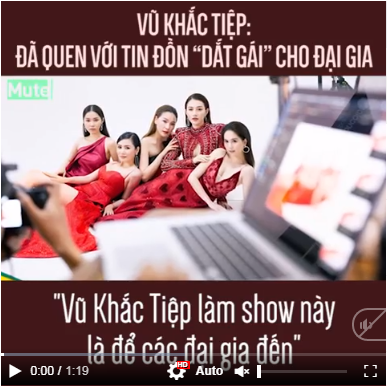 VŨ KHẮC TIỆP:
ĐÃ QUEN VỚI TIN ĐỒN “DẮT GÁI” CHO ĐẠI GIA
Mute
"Vũ Khắc Tiệp làm show này
là để các đại gia đến"
0:00 / 1:19
HD
Auto